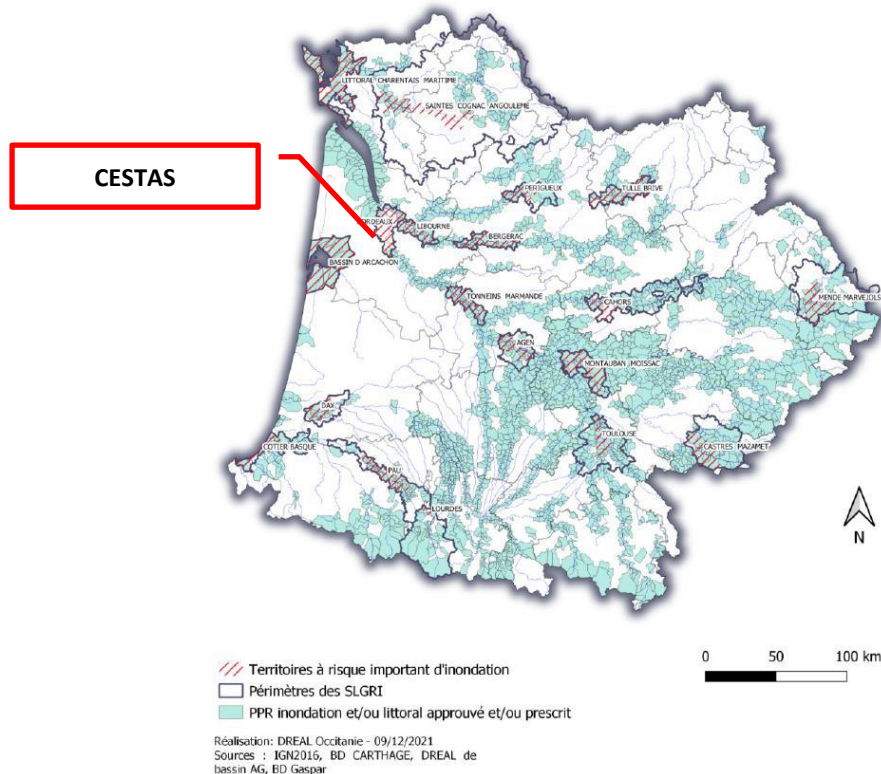 LITTORAL CHARENTAIS MARITIME
SAINTES COGNAC ANGOULEME
CESTAS
PERIGUEUX
TULLE BRIVE
ORDEAUX
LIBOURNE
BERGERAC
BASSIN D ARCACHON
TONNEINS MARMANDE
CAHORS
MENDE MARVEJOLS
AGEN
MONTAUBAN MOISSAC
DAX
TOULOUSE
COTIER BASQUE
CASTRES MAZAMET
PAU
LOURDES
N
Territoires à risque important d'inondation
0 50 100 km
Périmètres des SLGRI
PPR inondation et/ou littoral approuvé et/ou prescrit
Réalisation: DREAL Occitanie - 09/12/2021
Sources : IGN2016, BD CARTHAGE, DREAL de
bassin AG, BD Gaspar